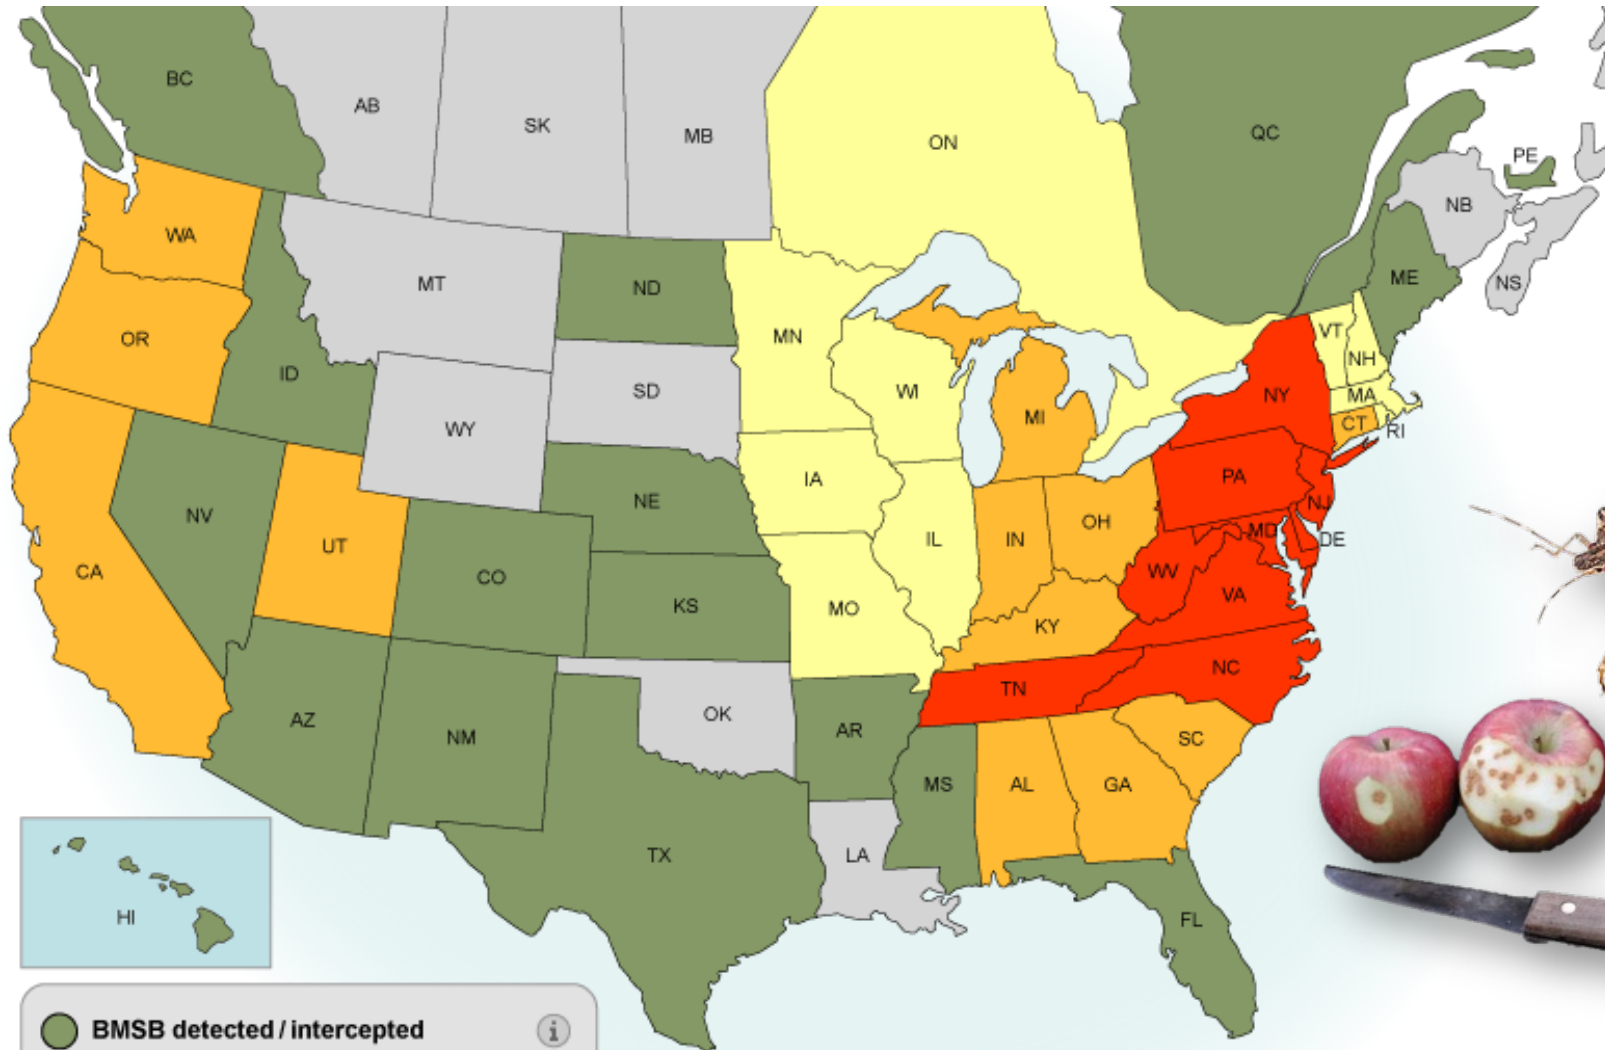 BC
AB
SK
MB
ON
QC
PE
NB
NS
ME
WA
MT
ND
MN
OR
ID
SD
WI
MI
VT
NH
NY
MA
CT
RI
WY
IA
NE
PA
NJ
NV
UT
CO
IL
IN
OH
MD
DE
CA
KS
MO
WV
VA
KY
NC
TN
AZ
NM
OK
AR
SC
MS
AL
GA
TX
LA
HI
FL
BMSB detected / intercepted
i